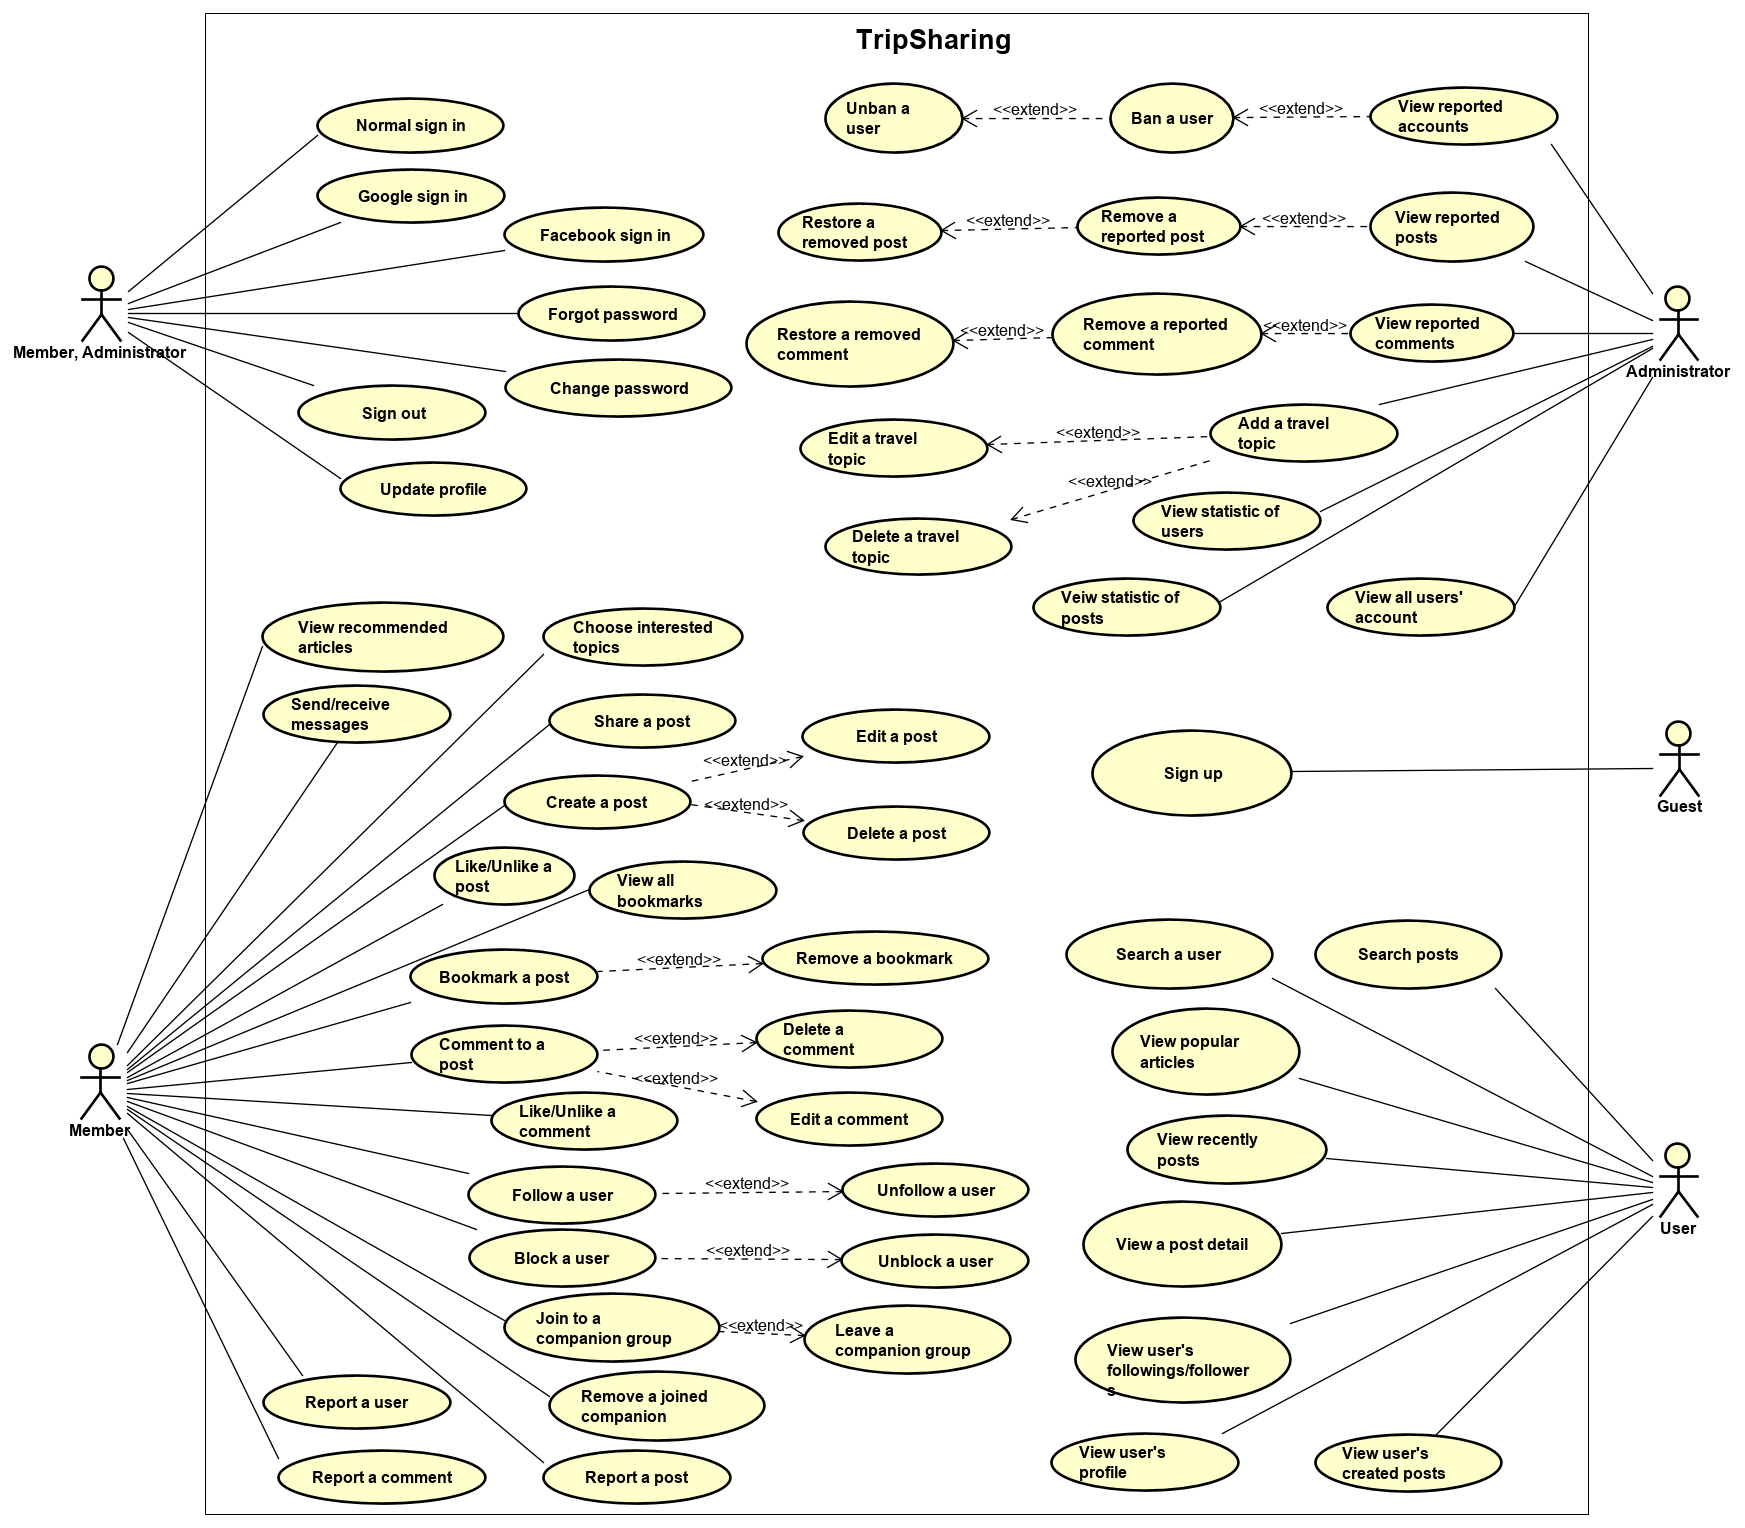 TripSharing
Normal sign in
Google sign in
Facebook sign in
Forgot password
Change password
Sign out
Update profile
Member, Administrator
Unban a
user
<<extend>>
Ban a user
<<extend>>
View reported
accounts
Restore a
removed post
<<extend>>
Remove a
reported post
<<extend>>
View reported
posts
Restore a removed
comment
<<extend>>
Remove a reported
comment
<<extend>>
View reported
comments
Administrator
Edit a travel
topic
<<extend>>
Add a travel
topic
<<extend>>
Delete a travel
topic
View statistic of
users
Veiw statistic of
posts
View all users'
account
View recommended
articles
Choose interested
topics
Send/receive
messages
Share a post
Create a post
<<extend>>
Edit a post
<<extend>>
Delete a post
Sign up
Guest
Like/Unlike a
post
View all
bookmarks
Bookmark a post
<<extend>>
Remove a bookmark
Comment to a
post
<<extend>>
Delete a
comment
<<extend>>
Edit a comment
Like/Unlike a
comment
Member
Follow a user
<<extend>>
Unfollow a user
Block a user
<<extend>>
Unblock a user
Join to a
companion group
<<extend>>
Leave a
companion group
Report a user
Remove a joined
companion
Report a comment
Report a post
Search a user
Search posts
View popular
articles
View recently
posts
View a post detail
User
View user's
followings/follower
s
View user's
profile
View user's
created posts